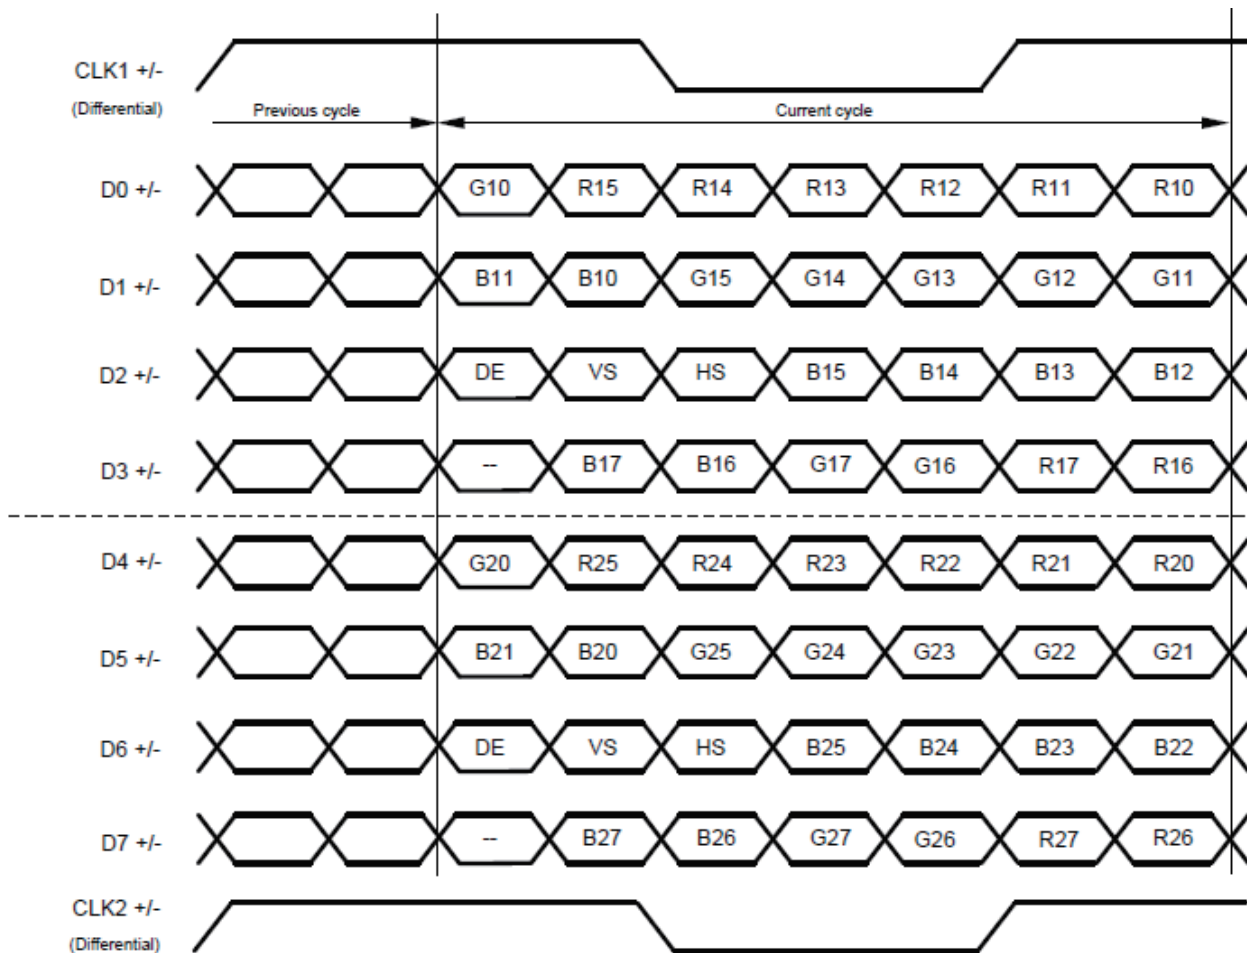 CLK1 +/-
(Differential)
Previous cycle
Current cycle
D0 +/- G10 R15 R14 R13 R12 R11 R10
D1 +/- B11 B10 G15 G14 G13 G12 G11
D2 +/- DE VS HS B15 B14 B13 B12
D3 +/- -- B17 B16 G17 G16 R17 R16
D4 +/- G20 R25 R24 R23 R22 R21 R20
D5 +/- B21 B20 G25 G24 G23 G22 G21
D6 +/- DE VS HS B25 B24 B23 B22
D7 +/- -- B27 B26 G27 G26 R27 R26
CLK2 +/-
(Differential)